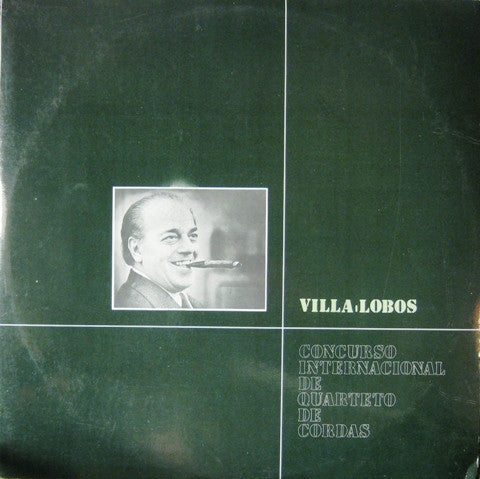 VILLA-LOBOS
CONCURSO
INTERNACIONAL
DE
QUARTETO
DE
CORDAS